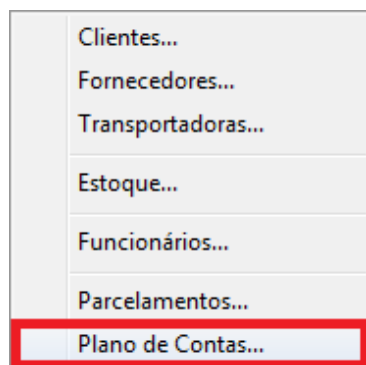 Clientes...
Fornecedores...
Transportadoras...
Estoque...
Funcionários...
Parcelamentos...
Plano de Contas...